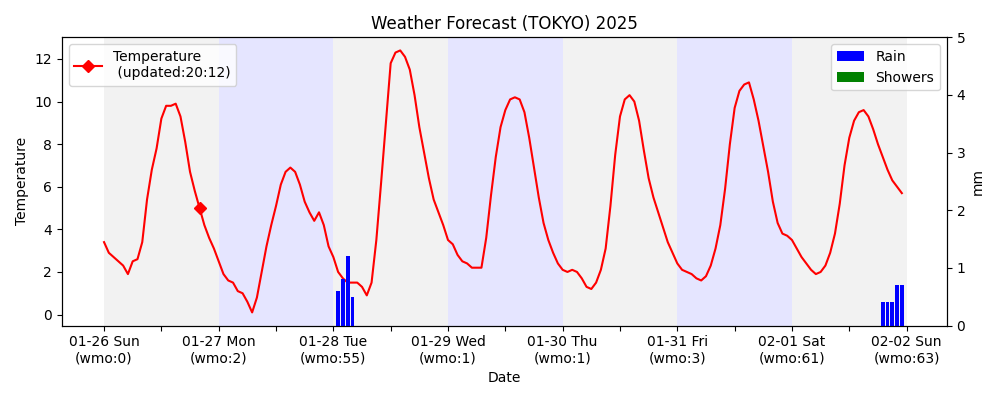 Weather Forecast (TOKYO) 2025
Temperature
(updated:20:12)
Rain
Showers
Temperature
12
10
8
6
4
2
0
5
4
3
2
1
0
mm
01-26 Sun
(wmo:0)
01-27 Mon
(wmo:2)
01-28 Tue
(wmo:55)
01-29 Wed
(wmo:1)
01-30 Thu
(wmo:1)
01-31 Fri
(wmo:3)
02-01 Sat
(wmo:61)
02-02 Sun
(wmo:63)
Date